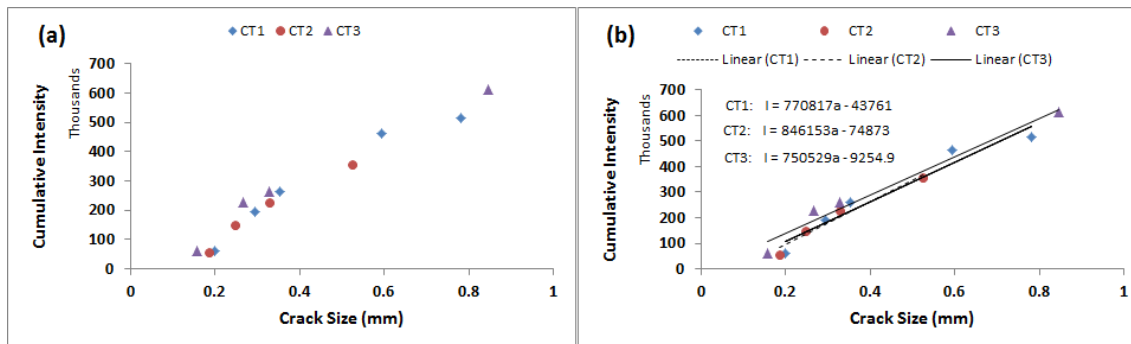 (a)
CT1 CT2 CT3
Cumulative Intensity
Thousands
700
600
500
400
300
200
100
0
0 0.2 0.4 0.6 0.8 1
Crack Size (mm)
(b)
CT1 CT2 CT3
Linear (CT1) Linear (CT2) Linear (CT3)
Cumulative Intensity
Thousands
700
600
500
400
300
200
100
0
CT1: I = 770817a - 43761
CT2: I = 846153a - 74873
CT3: I = 750529a - 9254.9
0 0.2 0.4 0.6 0.8 1
Crack Size (mm)